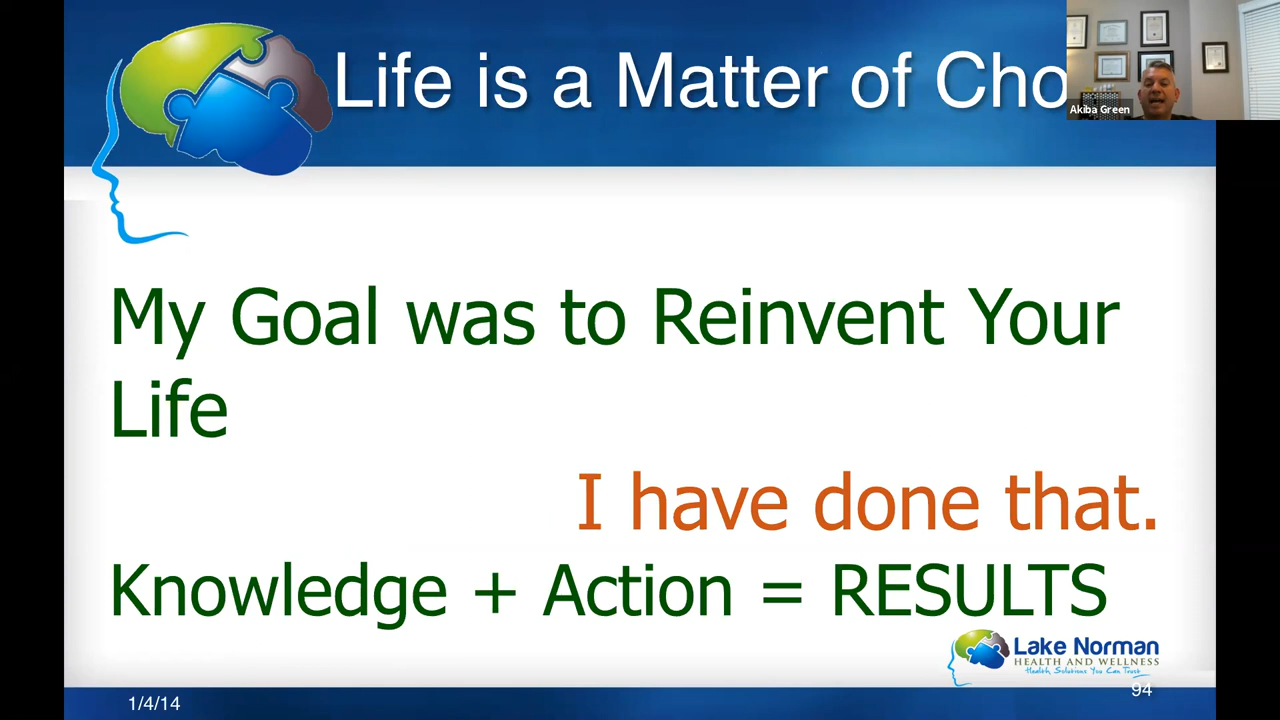 Life is a Matter of Cho
Akiba Green
My Goal was to Reinvent Your
Life
I have done that.
Knowledge + Action = RESULTS
Lake Norman
HEALTH AND WELLNESS
Health Solutions You Can Trust
94
1/4/14